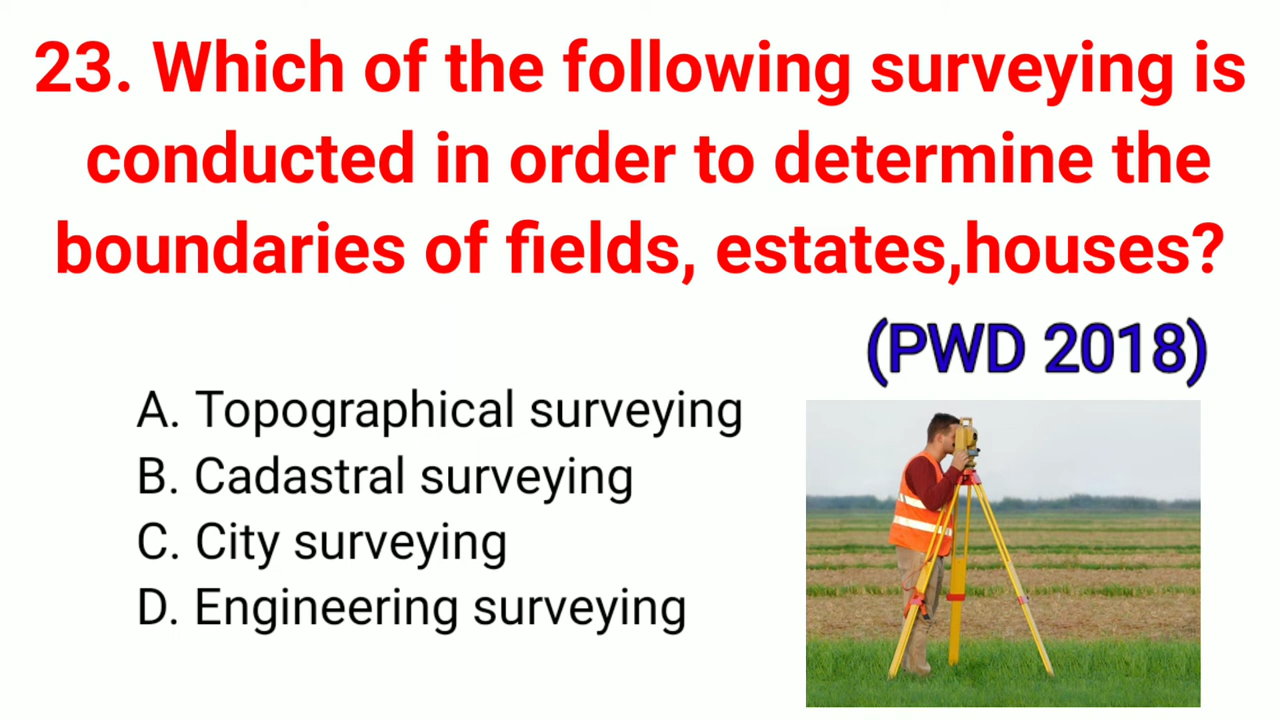 23. Which of the following surveying is
conducted in order to determine the
boundaries of fields, estates,houses?
(PWD 2018)
A. Topographical surveying
B. Cadastral surveying
C. City surveying
D. Engineering surveying